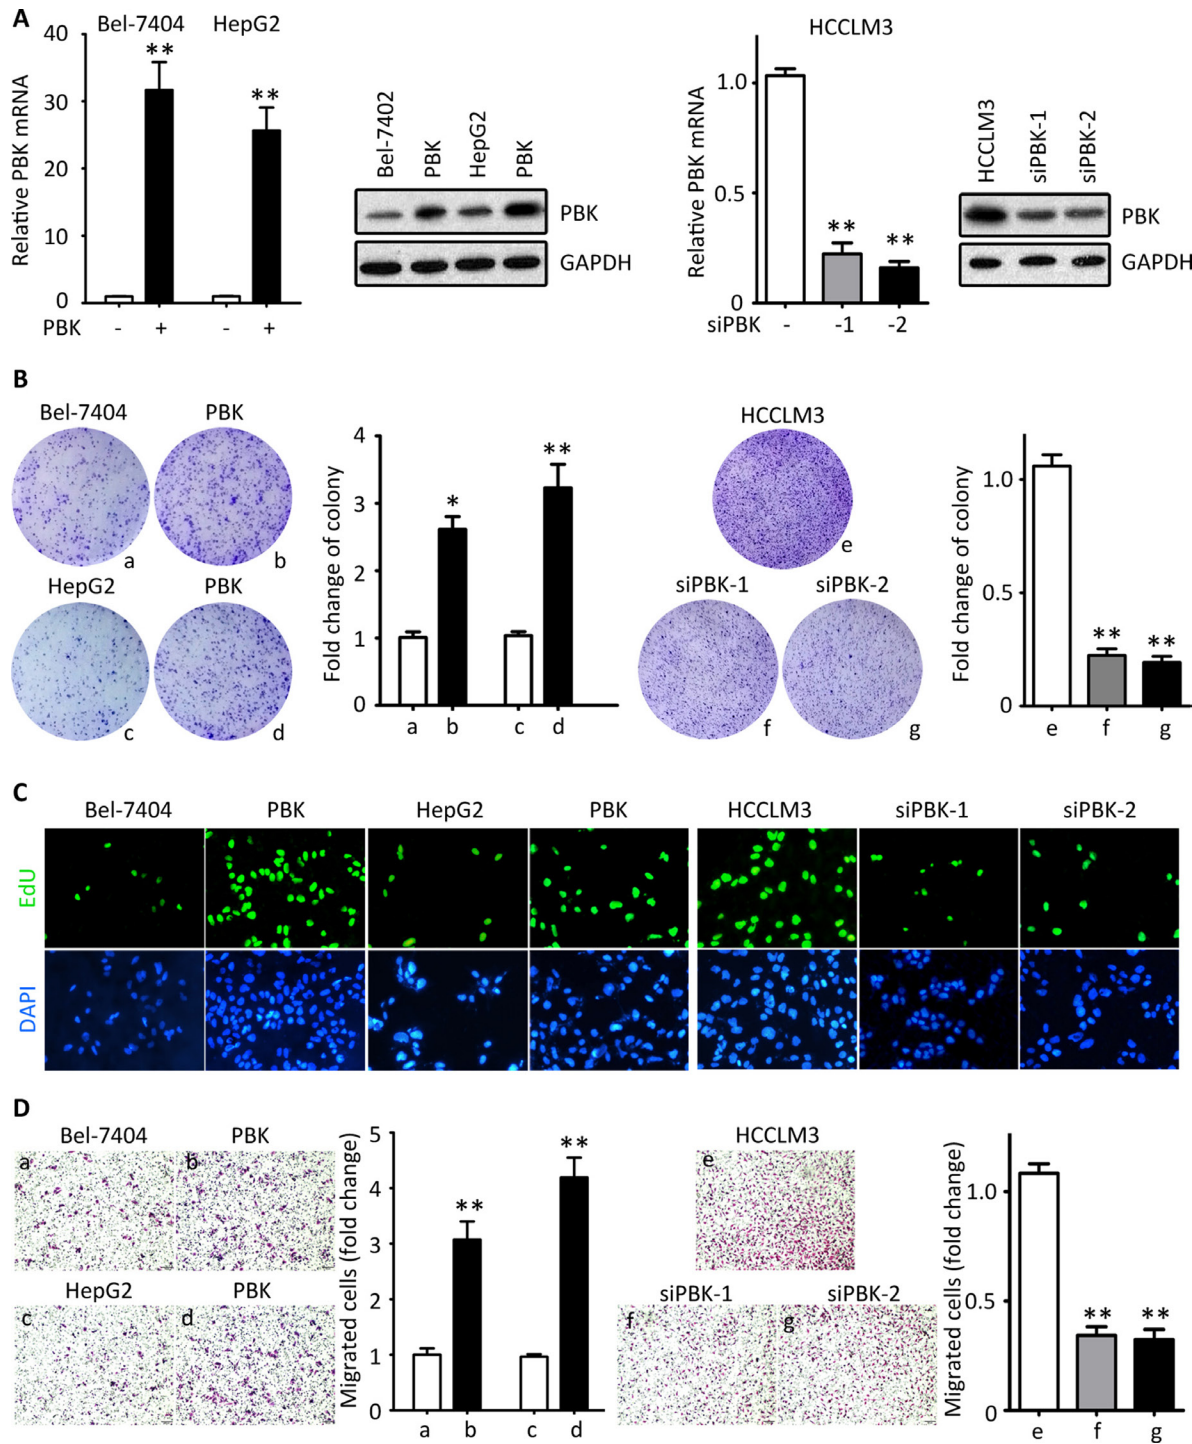 A
Bel-7404 HepG2
Relative PBK mRNA
40
30
20
10
0
** **
PBK - + - +
Bel-7402 PBK HepG2 PBK
PBK
GAPDH
HCCLM3
Relative PBK mRNA
1.0
0.5
0
** **
siPBK - -1 -2
HCCLM3 siPBK-1 siPBK-2
PBK
GAPDH
B
Bel-7404 PBK
a b
HepG2 PBK
c d
Fold change of colony
4
3
2
1
0
* **
a b c d
HCCLM3
e
siPBK-1 siPBK-2
f g
Fold change of colony
1.0
0.5
0
** **
e f g
C
Bel-7404 PBK HepG2 PBK HCCLM3 siPBK-1 siPBK-2
EdU
DAPI
D
Bel-7404 PBK
a b
HepG2 PBK
c d
Migrated cells (fold change)
5
4
3
2
1
0
** **
a b c d
HCCLM3
e
siPBK-1 siPBK-2
f g
Migrated cells (fold change)
1.0
0.5
0
** **
e f g